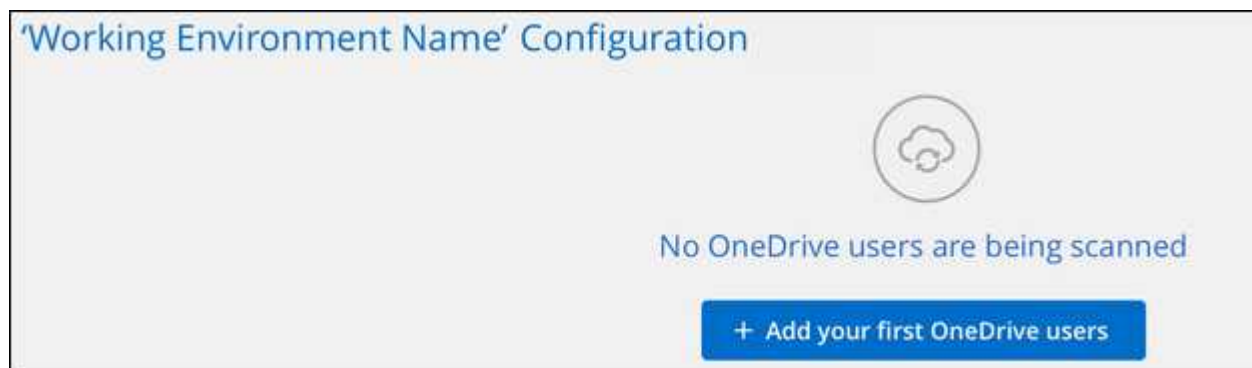 ‘Working Environment Name’ Configuration
No OneDrive users are being scanned
+ Add your first OneDrive users